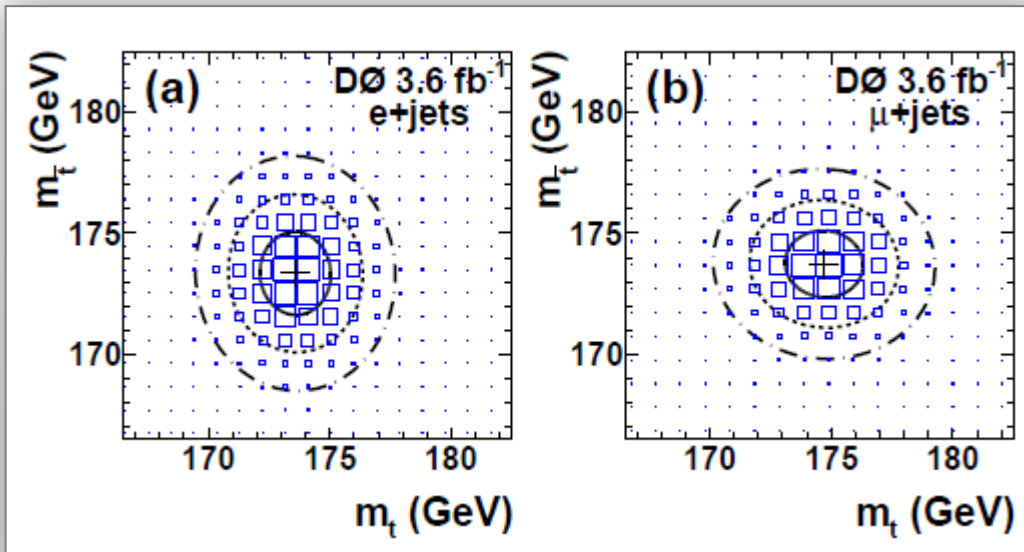 (a) DØ 3.6 fb⁻¹
e+jets
m_t̄ (GeV)
180
175
170
170 175 180
m_t (GeV)
(b) DØ 3.6 fb⁻¹
μ+jets
m_t̄ (GeV)
180
175
170
170 175 180
m_t (GeV)